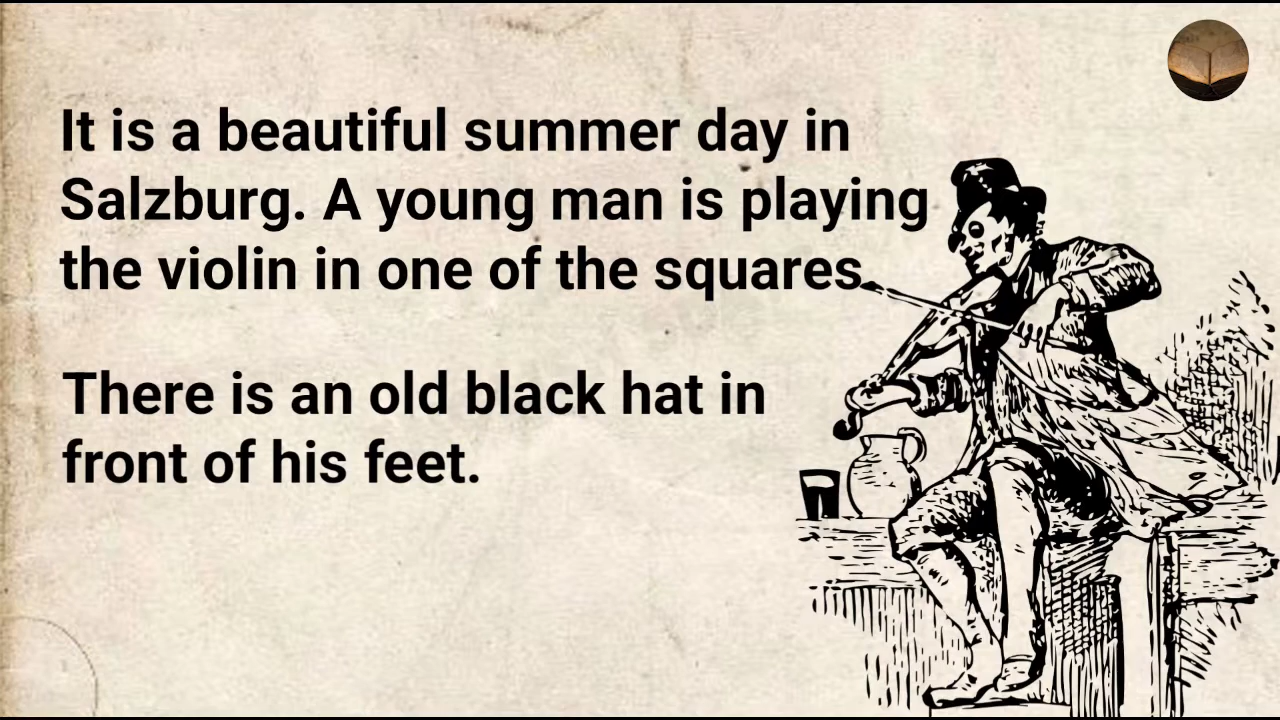 It is a beautiful summer day in
Salzburg. A young man is playing
the violin in one of the squares.
There is an old black hat in
front of his feet.